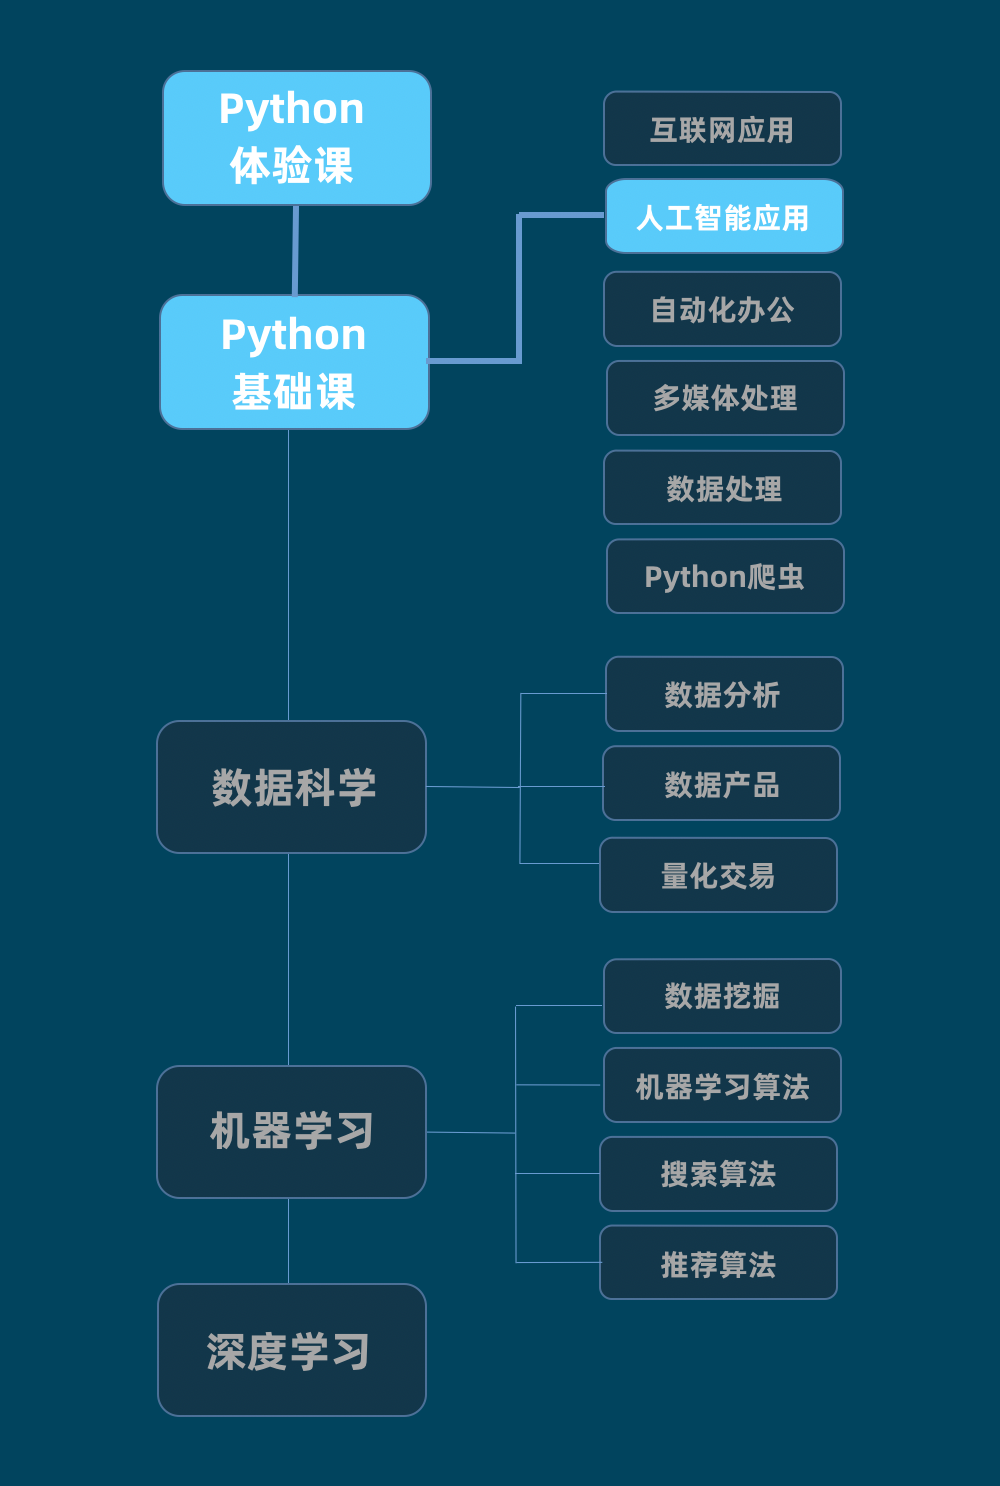 Python
体验课
Python
基础课
互联网应用
人工智能应用
自动化办公
多媒体处理
数据处理
Python爬虫
数据科学
数据分析
数据产品
量化交易
机器学习
数据挖掘
机器学习算法
搜索算法
推荐算法
深度学习